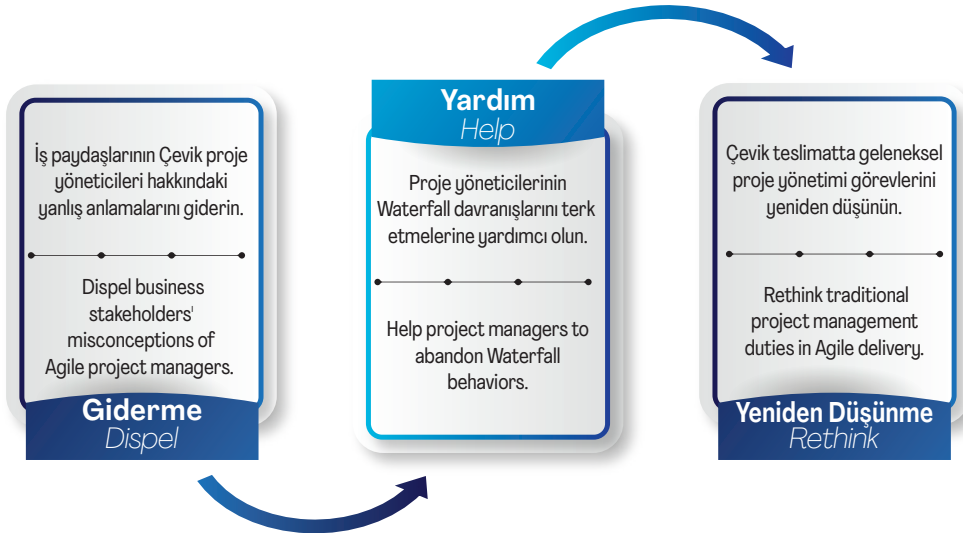 İş paydaşlarının Çevik proje
yöneticileri hakkındaki
yanlış anlamalarını giderin.
Dispel business
stakeholders'
misconceptions of
Agile project managers.
Giderme
Dispel
Yardım
Help
Proje yöneticilerinin
Waterfall davranışlarını terk
etmelerine yardımcı olun.
Help project managers to
abandon Waterfall
behaviors.
Çevik teslimatta geleneksel
proje yönetimi görevlerini
yeniden düşünün.
Rethink traditional
project management
duties in Agile delivery.
Yeniden Düşünme
Rethink